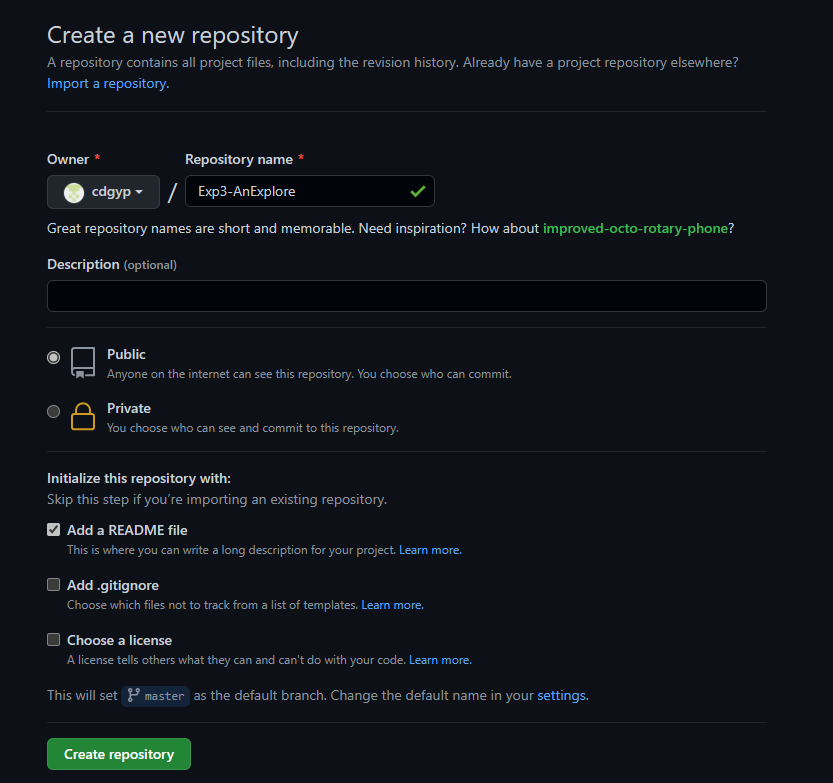 Create a new repository
A repository contains all project files, including the revision history. Already have a project repository elsewhere?
Import a repository.
Owner * Repository name *
cdgyp / Exp3-AnExplore
Great repository names are short and memorable. Need inspiration? How about improved-octo-rotary-phone?
Description (optional)
Public
Anyone on the internet can see this repository. You choose who can commit.
Private
You choose who can see and commit to this repository.
Initialize this repository with:
Skip this step if you're importing an existing repository.
Add a README file
This is where you can write a long description for your project. Learn more.
Add .gitignore
Choose which files not to track from a list of templates. Learn more.
Choose a license
A license tells others what they can and can't do with your code. Learn more.
This will set master as the default branch. Change the default name in your settings.
Create repository